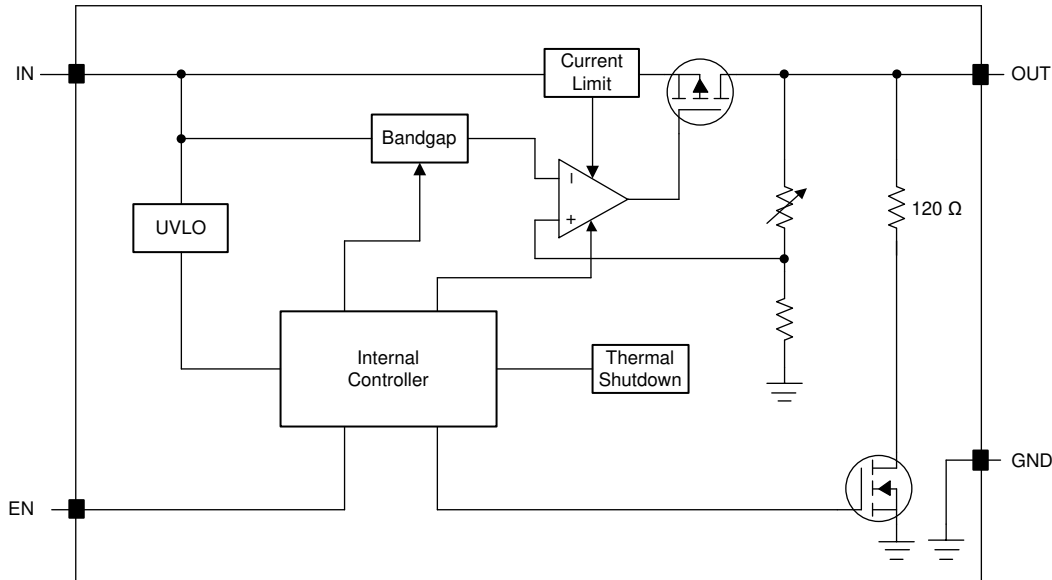 IN
Current
Limit
OUT
Bandgap
−
+
UVLO
120 Ω
Internal
Controller
Thermal
Shutdown
GND
EN